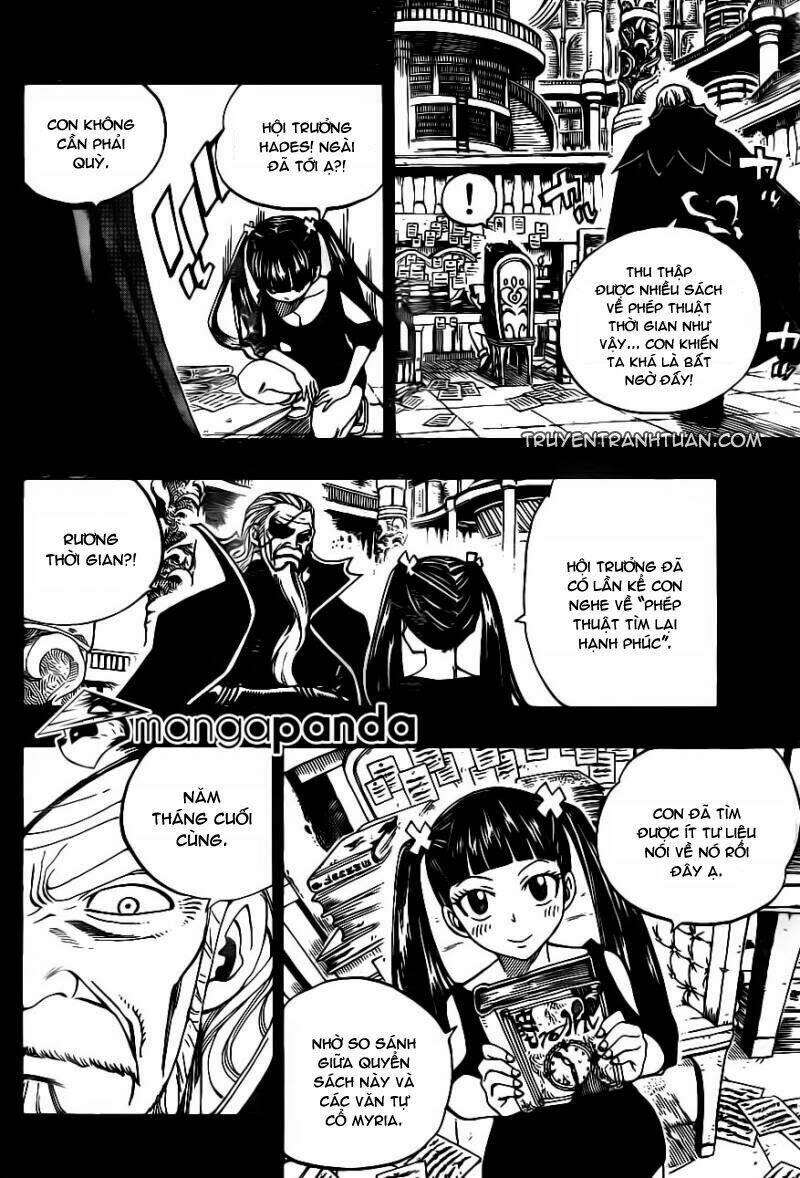 !
THU THẬP
ĐƯỢC NHIỀU SÁCH
VỀ PHÉP THUẬT
THỜI GIAN NHƯ
VẬY... CON KHIẾN
TA KHÁ LÀ BẤT
NGỜ ĐẤY!
HỘI TRƯỞNG
HADES! NGÀI
ĐÃ TỚI Ạ?!
CON KHÔNG
CẦN PHẢI
QUỲ.
TRUYENTRANHTUAN.COM
HỘI TRƯỞNG ĐÃ
CÓ LẦN KỂ CON
NGHE VỀ "PHÉP
THUẬT TÌM LẠI
HẠNH PHÚC".
RƯƠNG
THỜI GIAN?!
mangapanda
CON ĐÃ TÌM
ĐƯỢC ÍT TƯ LIỆU
NÓI VỀ NÓ RỒI
ĐÂY Ạ.
NHỜ SO SÁNH
GIỮA QUYỂN
SÁCH NÀY VÀ
CÁC VĂN TỰ
CỔ MYRIA.
NĂM
THÁNG CUỐI
CÙNG.